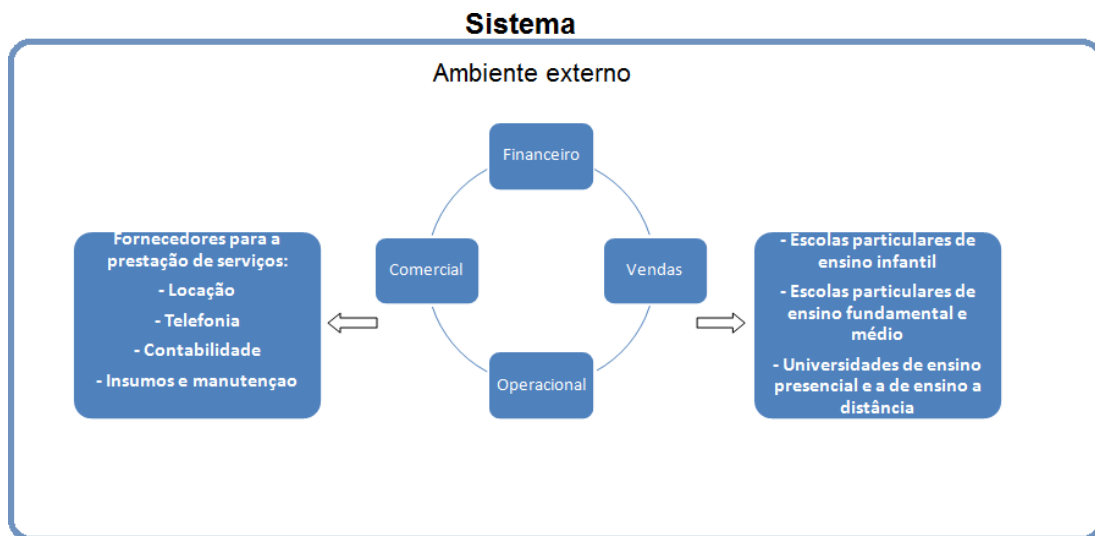 Sistema
Ambiente externo
Financeiro
Fornecedores para a
prestação de serviços:
- Locação
- Telefonia
- Contabilidade
- Insumos e manutençao
Comercial
Vendas
Operacional
- Escolas particulares de
ensino infantil
- Escolas particulares de
ensino fundamental e
médio
- Universidades de ensino
presencial e a de ensino a
distância